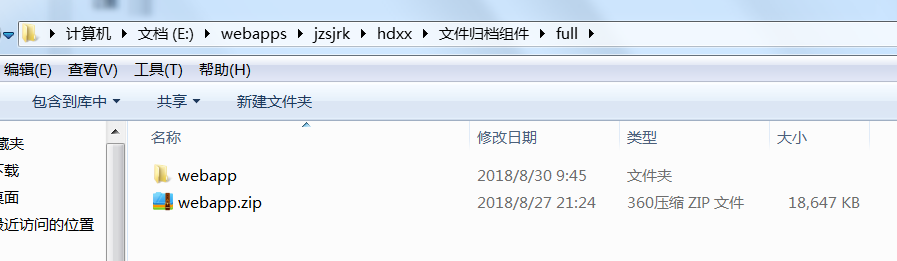 计算机 文档 (E:) webapps jzsjrk hdxx 文件归档组件 full
编辑(E) 查看(V) 工具(T) 帮助(H)
包含到库中 共享 新建文件夹
名称 修改日期 类型 大小
藏夹
下载
webapp 2018/8/30 9:45 文件夹
桌面
webapp.zip 2018/8/27 21:24 360压缩 ZIP 文件 18,647 KB
最近访问的位置